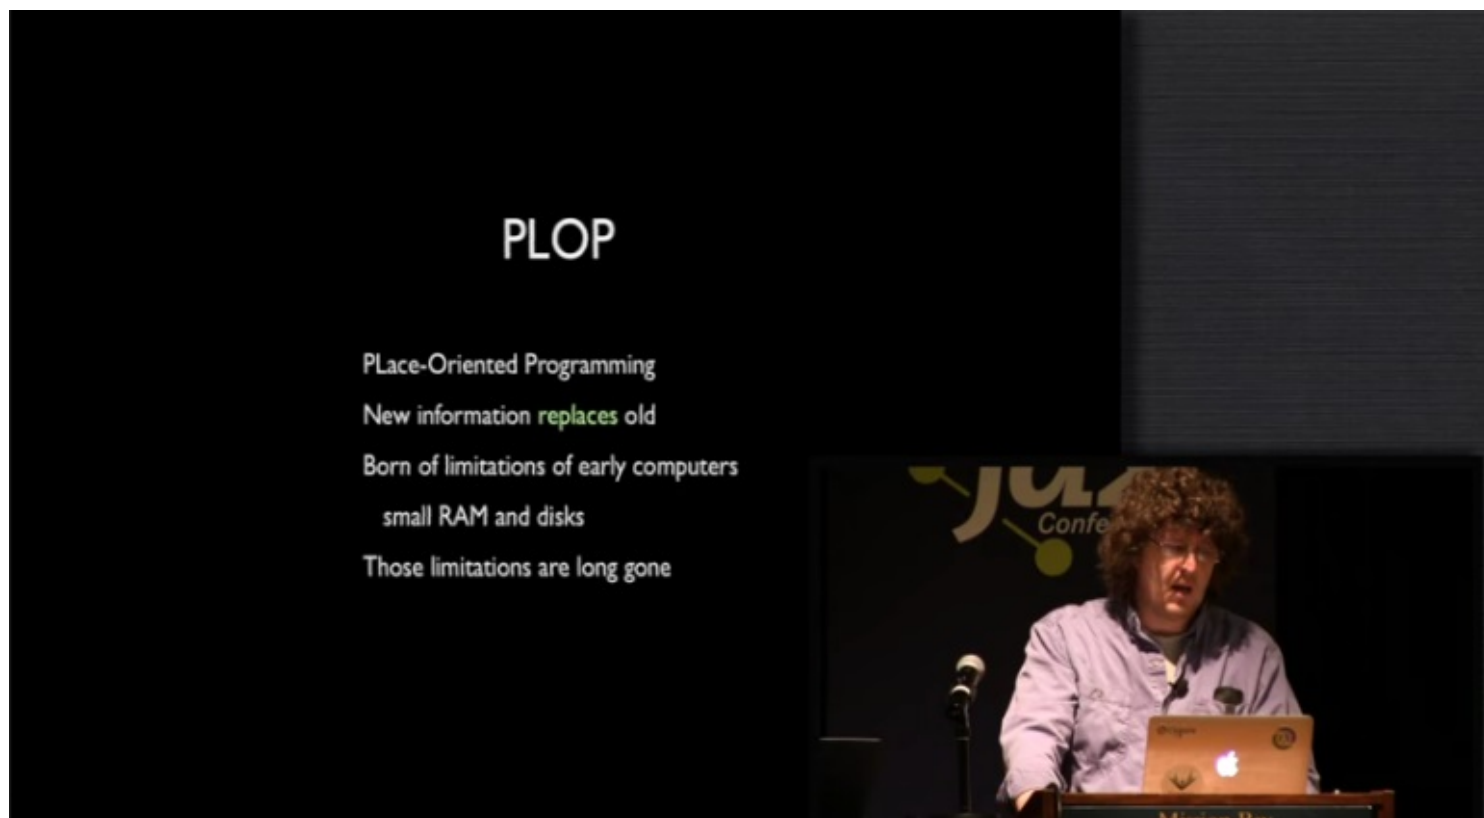 PLOP
PLace-Oriented Programming
New information replaces old
Born of limitations of early computers
small RAM and disks
Those limitations are long gone